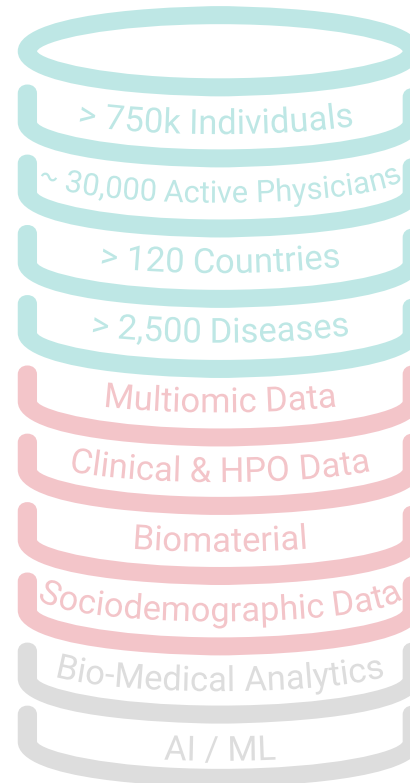 > 750k Individuals
~ 30,000 Active Physicians
> 120 Countries
> 2,500 Diseases
Multiomic Data
Clinical & HPO Data
Biomaterial
Sociodemographic Data
Bio-Medical Analytics
AI / ML